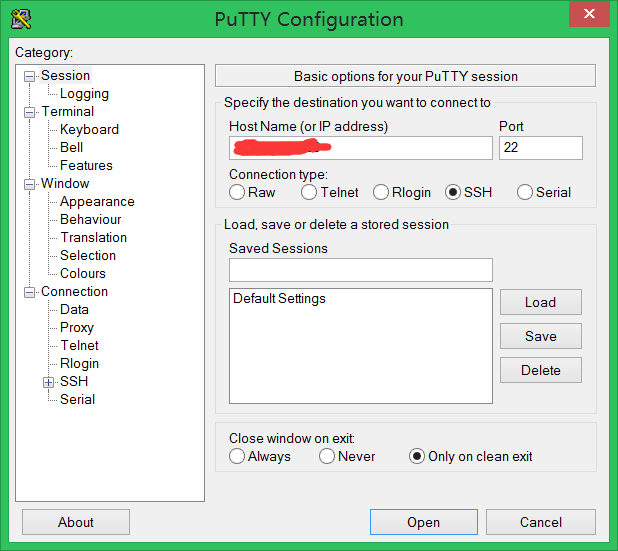 PuTTY Configuration
Category:
Session
Logging
Terminal
Keyboard
Bell
Features
Window
Appearance
Behaviour
Translation
Selection
Colours
Connection
Data
Proxy
Telnet
Rlogin
SSH
Serial
Basic options for your PuTTY session
Specify the destination you want to connect to
Host Name (or IP address) Port
22
Connection type:
Raw Telnet Rlogin SSH Serial
Load, save or delete a stored session
Saved Sessions
Default Settings
Load
Save
Delete
Close window on exit:
Always Never Only on clean exit
About Open Cancel